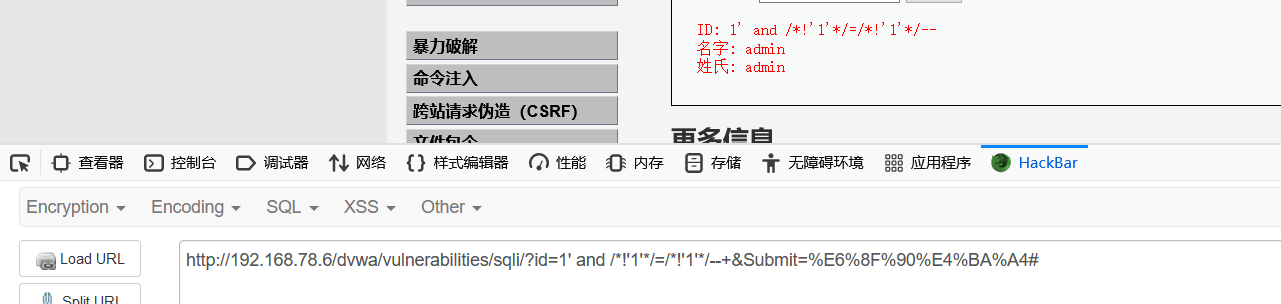 ID: 1' and /*!'1'*/=/*!'1'*/--
名字: admin
姓氏: admin
暴力破解
命令注入
跨站请求伪造（CSRF）
文件包含
更多信息
查看器 控制台 调试器 网络 样式编辑器 性能 内存 存储 无障碍环境 应用程序 HackBar
Encryption Encoding SQL XSS Other
Load URL
http://192.168.78.6/dvwa/vulnerabilities/sqli/?id=1' and /*!'1'*/=/*!'1'*/--+&Submit=%E6%8F%90%E4%BA%A4#
Split URL